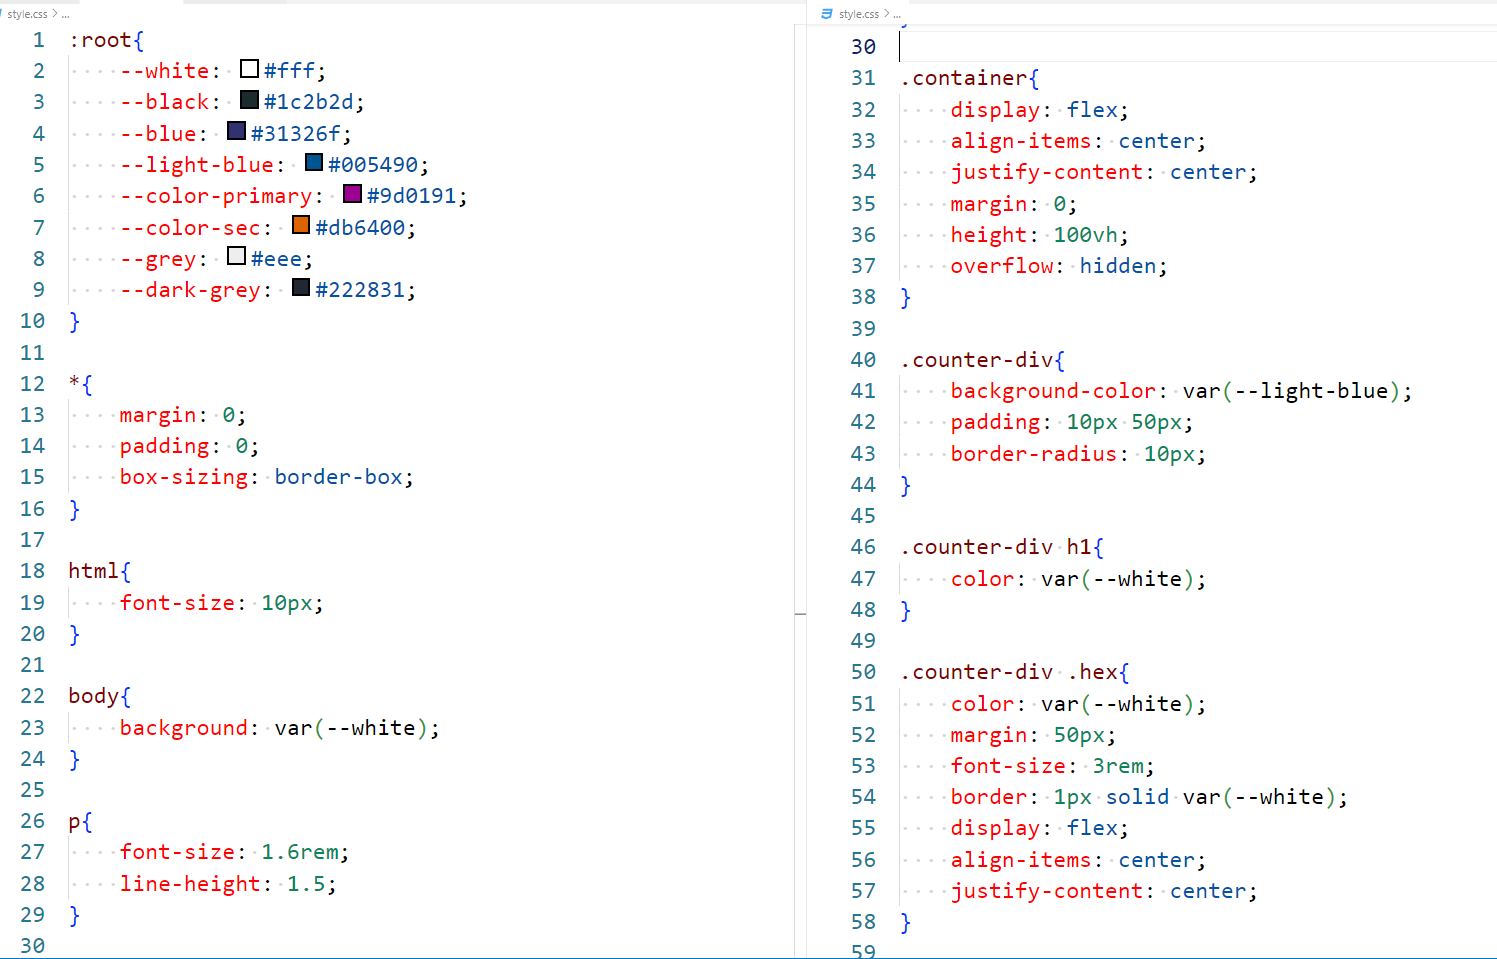 style.css > ...
1 :root{
2 --white: #fff;
3 --black: #1c2b2d;
4 --blue: #31326f;
5 --light-blue: #005490;
6 --color-primary: #9d0191;
7 --color-sec: #db6400;
8 --grey: #eee;
9 --dark-grey: #222831;
10 }
11
12 *{
13 margin: 0;
14 padding: 0;
15 box-sizing: border-box;
16 }
17
18 html{
19 font-size: 10px;
20 }
21
22 body{
23 background: var(--white);
24 }
25
26 p{
27 font-size: 1.6rem;
28 line-height: 1.5;
29 }
30
style.css > ...
30
31 .container{
32 display: flex;
33 align-items: center;
34 justify-content: center;
35 margin: 0;
36 height: 100vh;
37 overflow: hidden;
38 }
39
40 .counter-div{
41 background-color: var(--light-blue);
42 padding: 10px 50px;
43 border-radius: 10px;
44 }
45
46 .counter-div h1{
47 color: var(--white);
48 }
49
50 .counter-div .hex{
51 color: var(--white);
52 margin: 50px;
53 font-size: 3rem;
54 border: 1px solid var(--white);
55 display: flex;
56 align-items: center;
57 justify-content: center;
58 }
59